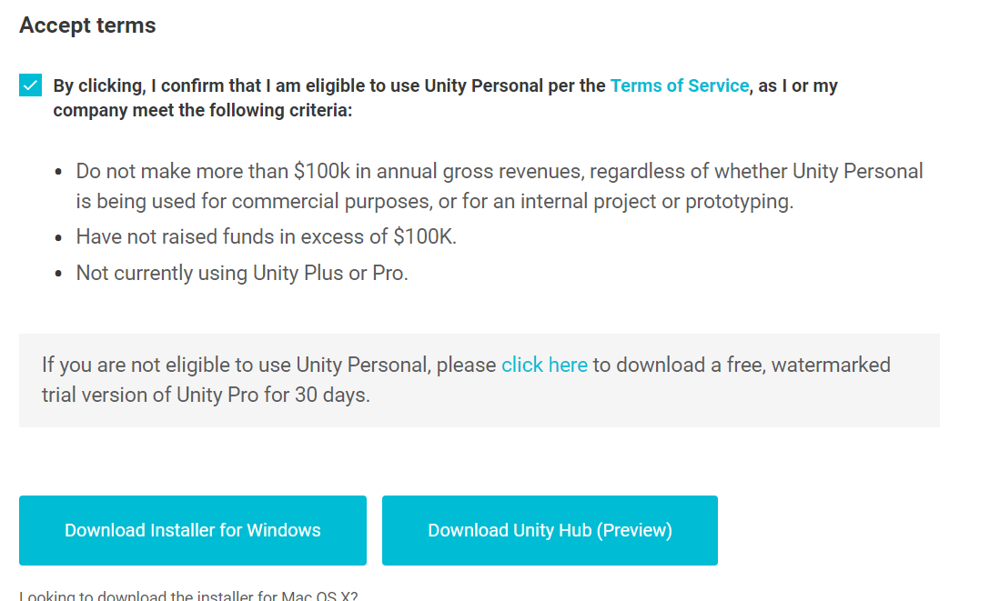 Accept terms
By clicking, I confirm that I am eligible to use Unity Personal per the Terms of Service, as I or my
company meet the following criteria:
Do not make more than $100k in annual gross revenues, regardless of whether Unity Personal
is being used for commercial purposes, or for an internal project or prototyping.
Have not raised funds in excess of $100K.
Not currently using Unity Plus or Pro.
If you are not eligible to use Unity Personal, please click here to download a free, watermarked
trial version of Unity Pro for 30 days.
Download Installer for Windows
Download Unity Hub (Preview)
Looking to download the installer for Mac OS X?